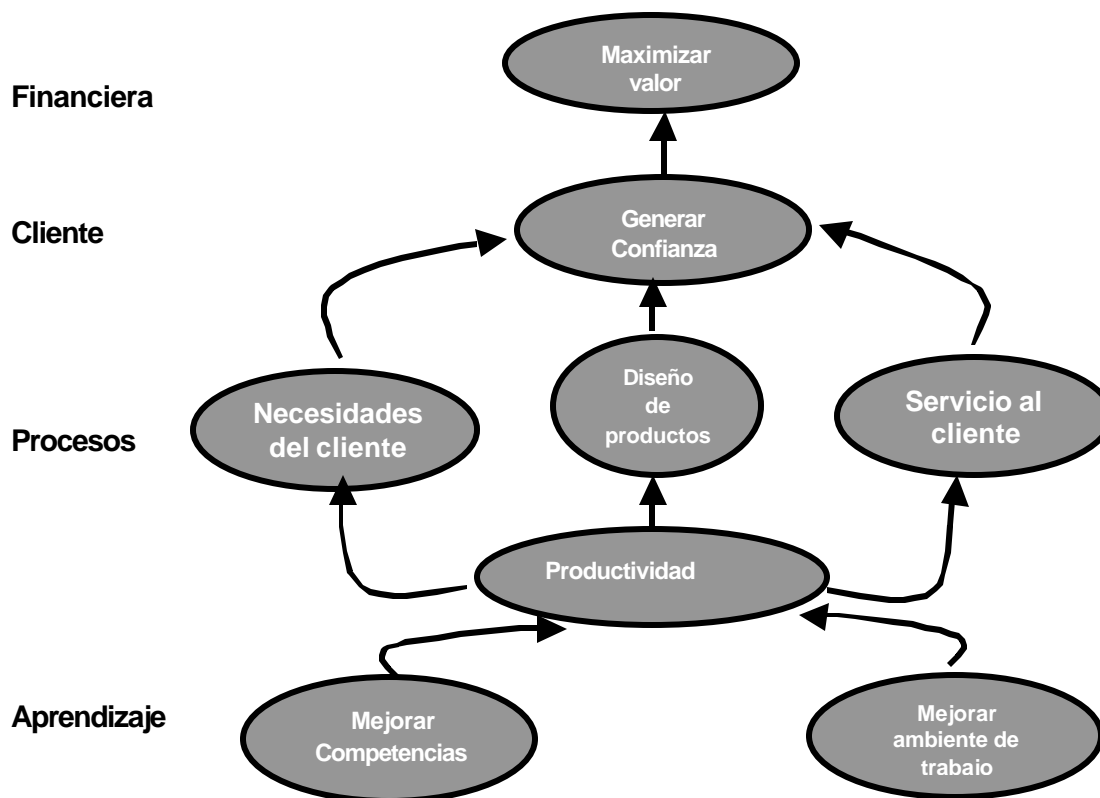 Maximizar
valor
Financiera
Generar
Confianza
Cliente
Diseño
de
productos
Necesidades
del cliente
Servicio al
cliente
Procesos
Productividad
Aprendizaje
Mejorar
Competencias
Mejorar
ambiente de
trabaio